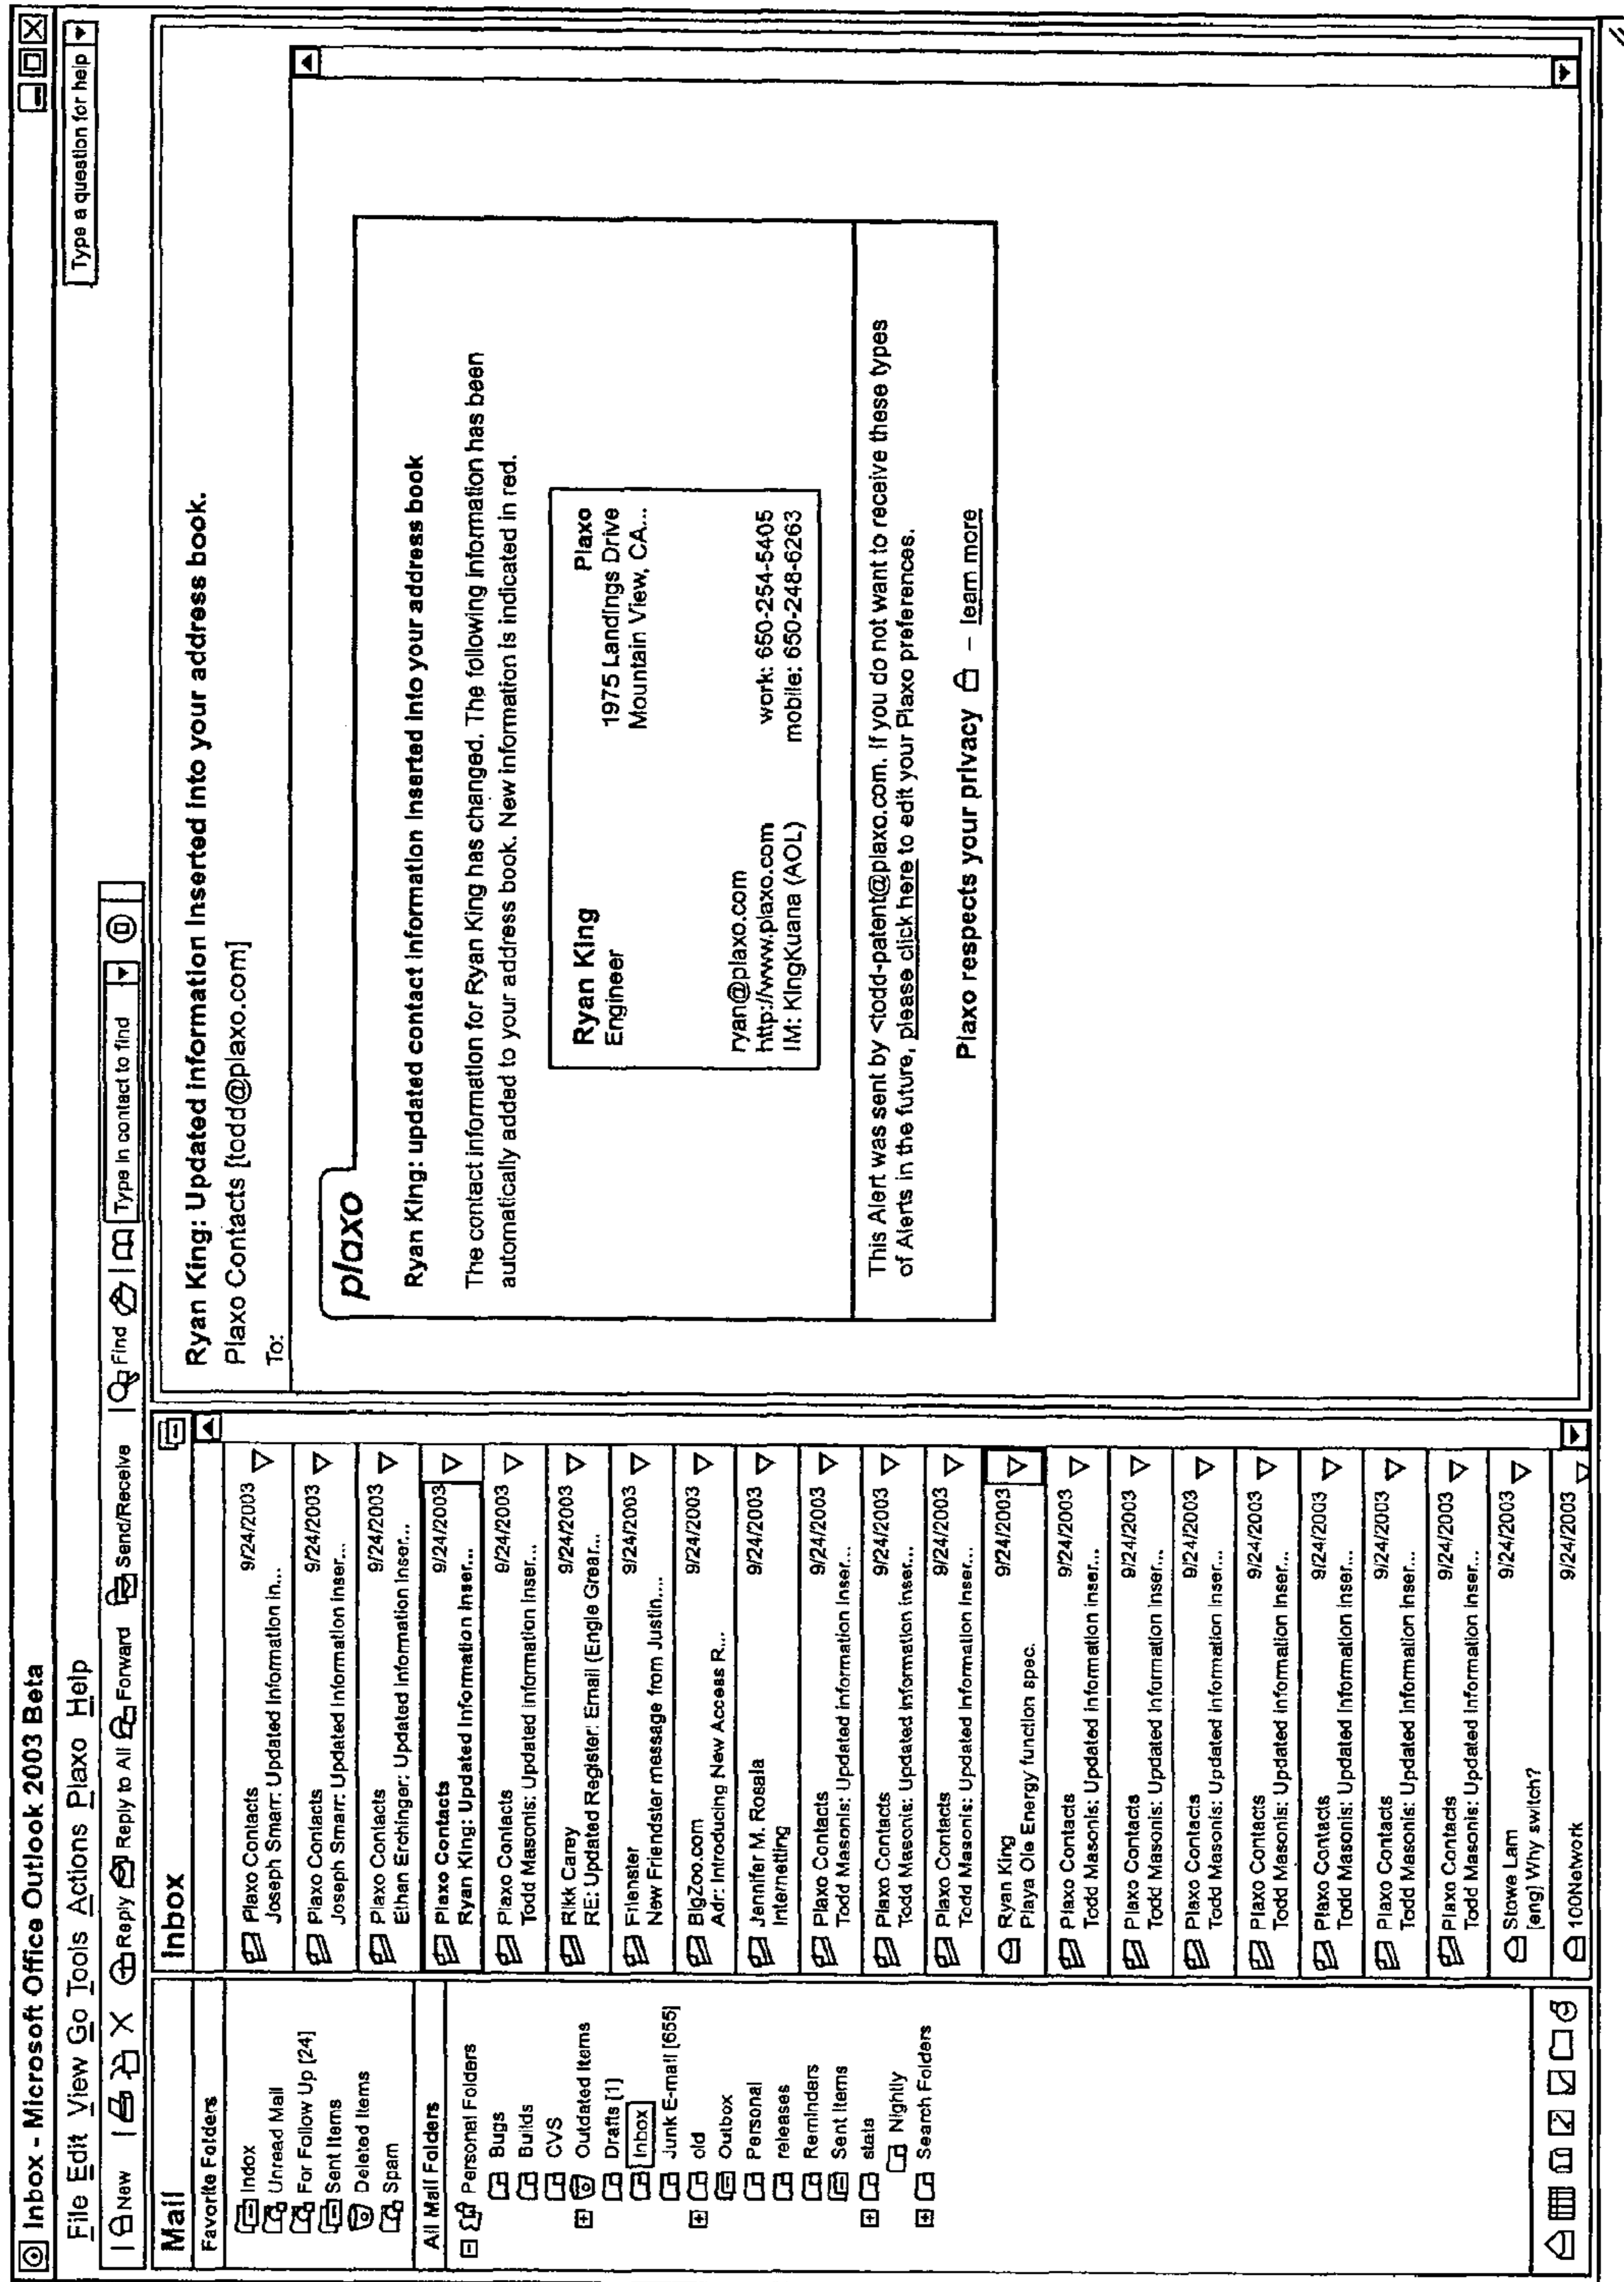 Inbox - Microsoft Office Outlook 2003 Beta
File Edit View Go Tools Actions Plaxo Help
Type a question for help
New Reply Reply to All Forward Send/Receive Find Type in contact to find
Mail
Favorite Folders
Indox
Unread Mail
For Follow Up [24]
Sent Items
Deleted Items
Spam
All Mail Folders
Personal Folders
Bugs
Builds
CVS
Outdated Items
Drafts [1]
Inbox
Junk E-mail [655]
old
Outbox
Personal
releases
Reminders
Sent Items
stats
Nightly
Search Folders
Inbox
Plaxo Contacts 9/24/2003
Joseph Smarr: Updated Information in...
Plaxo Contacts 9/24/2003
Joseph Smarr: Updated Information inser...
Plaxo Contacts 9/24/2003
Ethan Erchinger: Updated Information Inser...
Plaxo Contacts 9/24/2003
Ryan King: Updated Information Inser...
Plaxo Contacts 9/24/2003
Todd Masonis: Updated Information Inser...
Rikk Carey 9/24/2003
RE: Updated Register: Email (Engle Grear...
Frienster 9/24/2003
New Friendster message from Justin....
BigZoo.com 9/24/2003
Adr: Introducing New Access R...
Jennifer M. Rosala 9/24/2003
Internetting
Plaxo Contacts 9/24/2003
Todd Masonis: Updated Information Inser...
Plaxo Contacts 9/24/2003
Todd Masonis: Updated Information inser...
Plaxo Contacts 9/24/2003
Todd Masonis: Updated Information inser...
Ryan King 9/24/2003
Playa Ole Energy function spec.
Plaxo Contacts 9/24/2003
Todd Masonis: Updated Information inser...
Plaxo Contacts 9/24/2003
Todd Masonis: Updated Information Inser...
Plaxo Contacts 9/24/2003
Todd Masonis: Updated Information Inser...
Plaxo Contacts 9/24/2003
Todd Masonis: Updated Information Inser...
Plaxo Contacts 9/24/2003
Todd Masonis: Updated Information Inser...
Plaxo Contacts 9/24/2003
Todd Masonis: Updated Information Inser...
Plaxo Contacts 9/24/2003
Todd Masonis: Updated Information Inser...
Stowe Lam 9/24/2003
[eng] Why switch?
100Network 9/24/2003
Ryan King: Updated Information Inserted into your address book.
Plaxo Contacts [todd@plaxo.com]
To:
plaxo
Ryan King: updated contact information Inserted into your address book
The contact information for Ryan King has changed. The following information has been
automatically added to your address book. New information is indicated in red.
Ryan King Plaxo
Engineer 1975 Landings Drive
Mountain View, CA...
ryan@plaxo.com
http://www.plaxo.com work: 650-254-5405
IM: KingKuana (AOL) mobile: 650-248-6263
This Alert was sent by <todd-patent@plaxo.com. If you do not want to receive these types
of Alerts in the future, please click here to edit your Plaxo preferences.
Plaxo respects your privacy – learn more